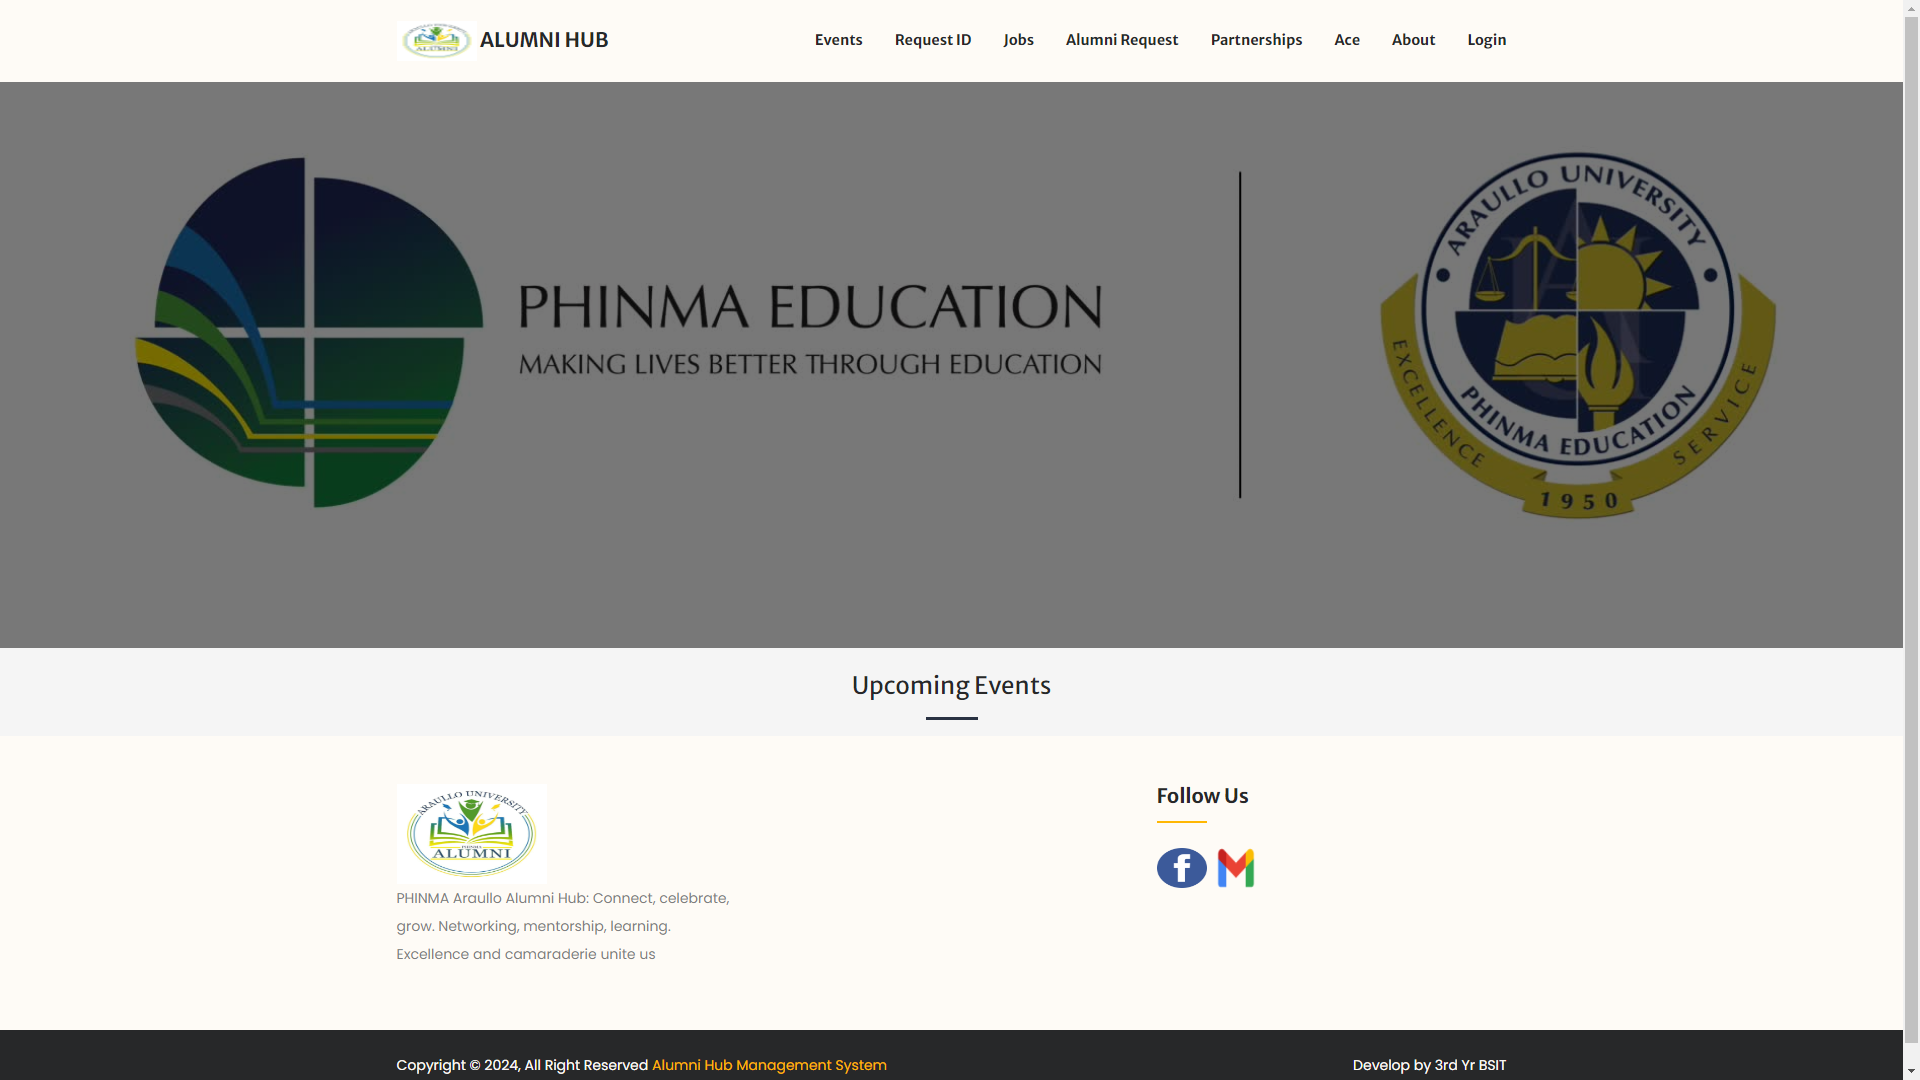 ALUMNI
ALUMNI HUB
Events
Request ID
Jobs
Alumni Request
Partnerships
Ace
About
Login
PHINMA EDUCATION
MAKING LIVES BETTER THROUGH EDUCATION
ARAULLO UNIVERSITY
PHINMA EDUCATION
EXCELLENCE
SERVICE
1950
Upcoming Events
ARAULLO UNIVERSITY
PHINMA
ALUMNI
PHINMA Araullo Alumni Hub: Connect, celebrate,
grow. Networking, mentorship, learning.
Excellence and camaraderie unite us
Follow Us
Copyright © 2024, All Right Reserved Alumni Hub Management System
Develop by 3rd Yr BSIT